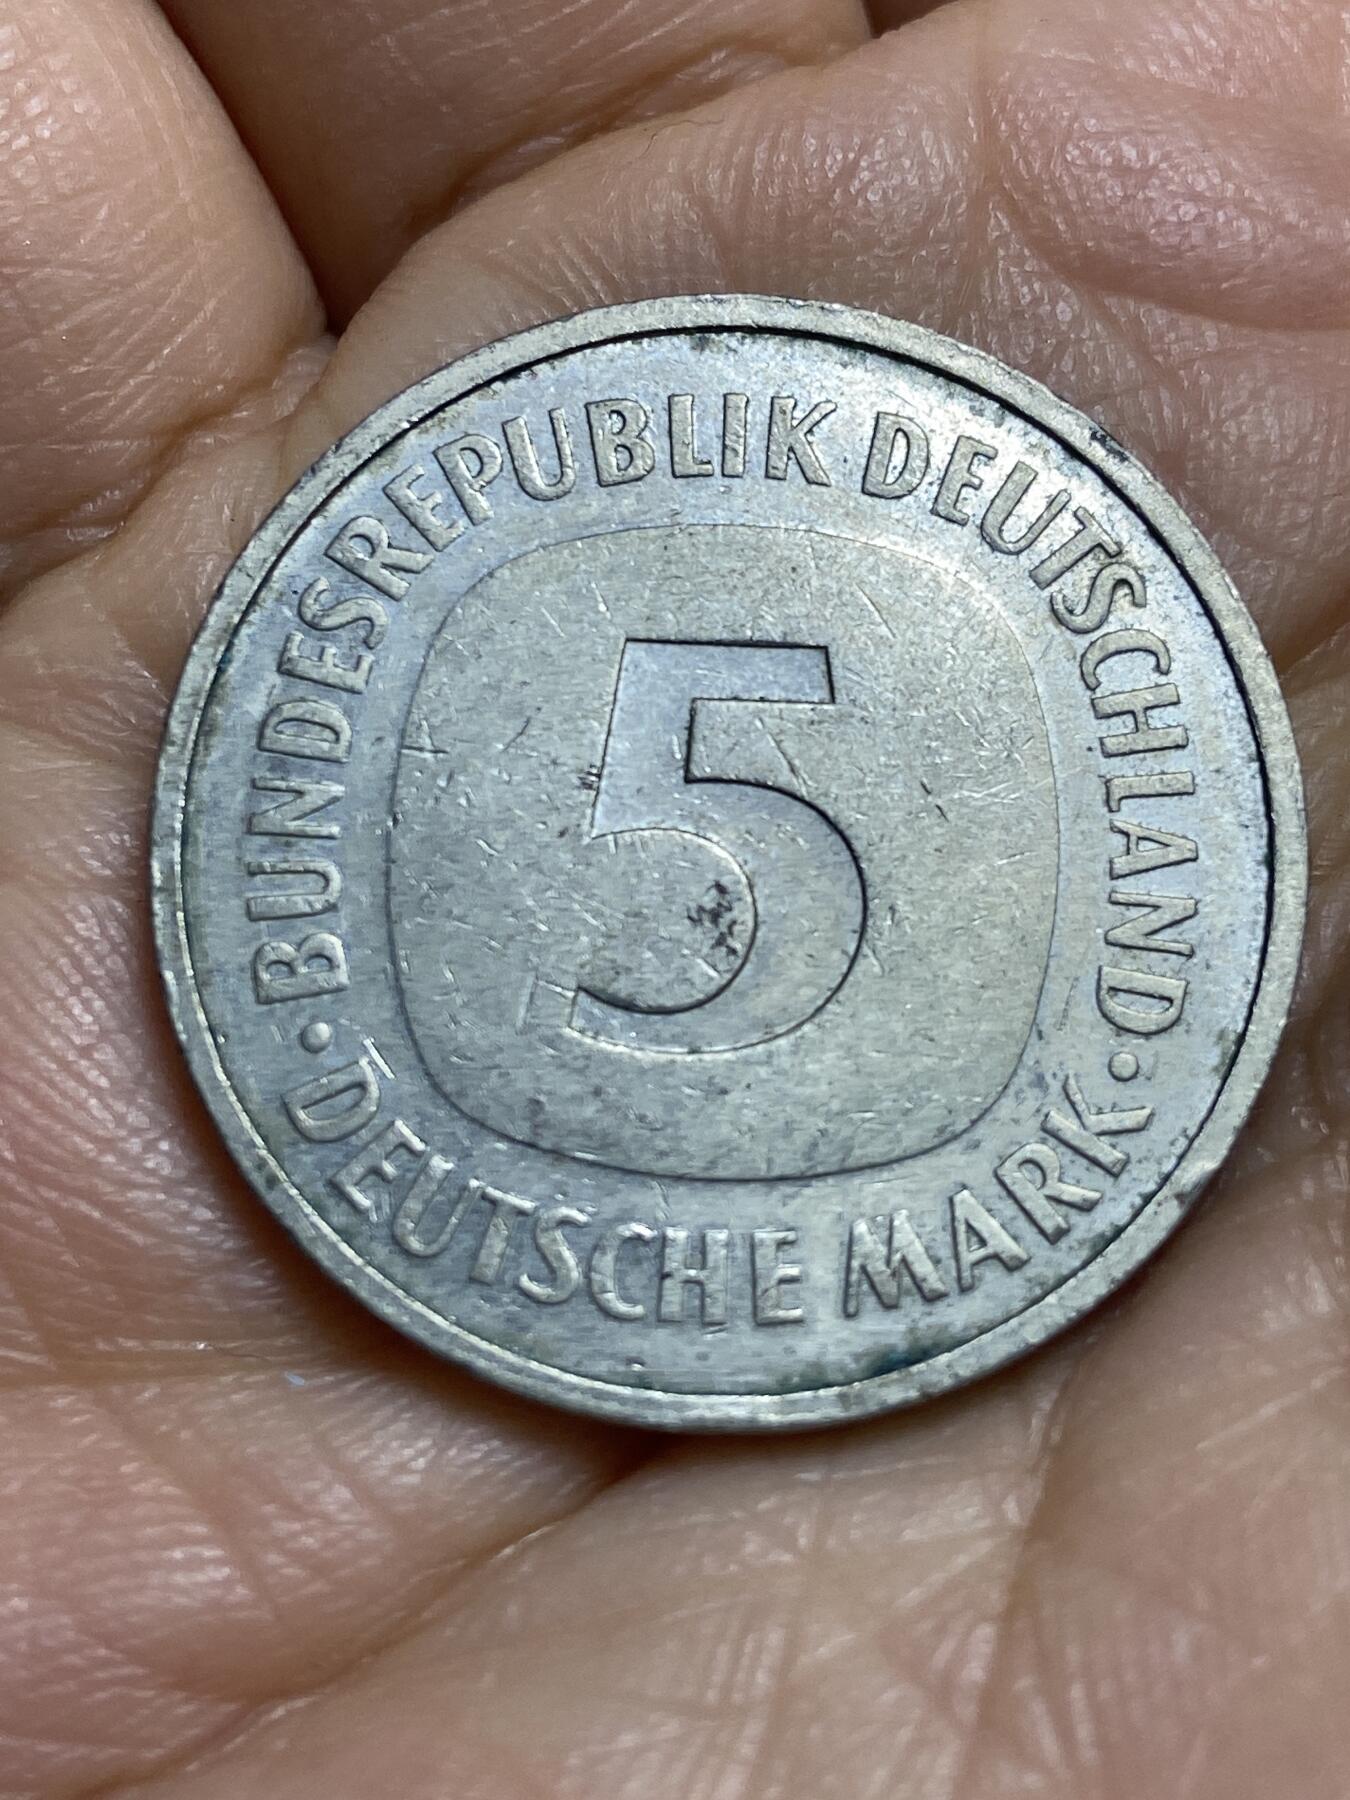 BUNDESREPUBLIK DEUTSCHLAND
5
DEUTSCHE MARK